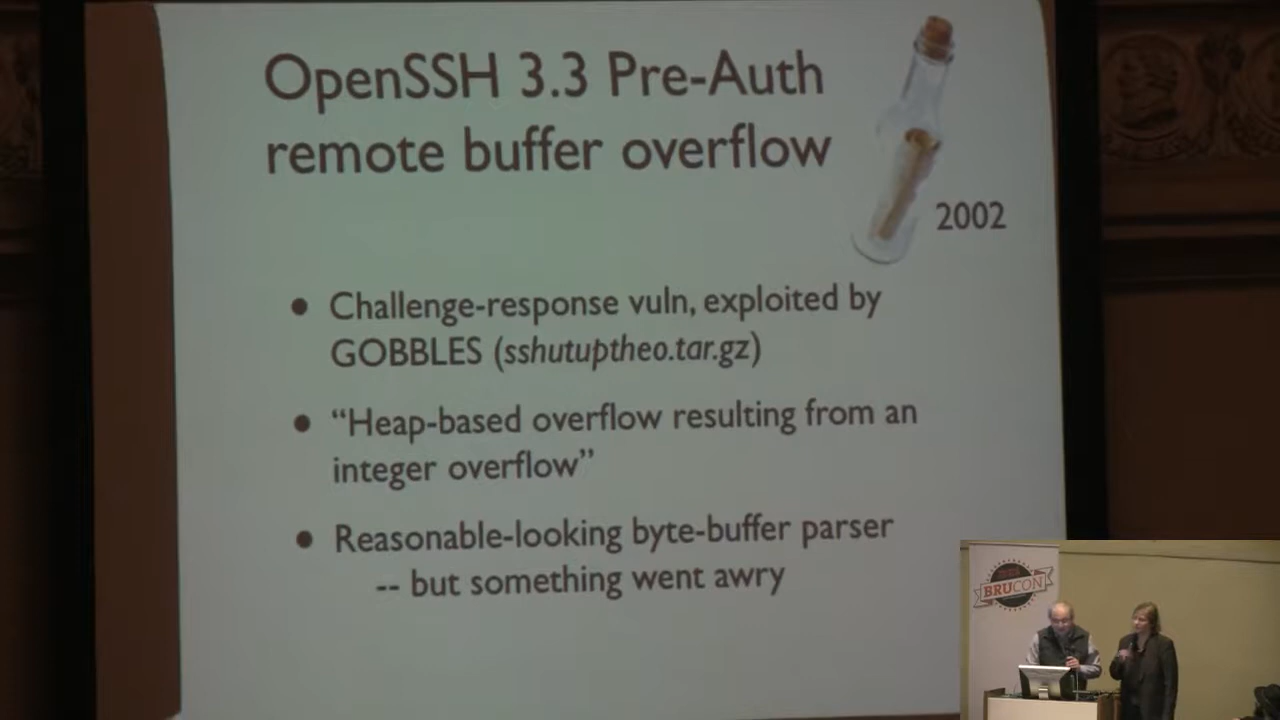 OpenSSH 3.3 Pre-Auth
remote buffer overflow
2002
• Challenge-response vuln, exploited by
GOBBLES (sshutuptheo.tar.gz)
• “Heap-based overflow resulting from an
integer overflow”
• Reasonable-looking byte-buffer parser
-- but something went awry
BRUCON